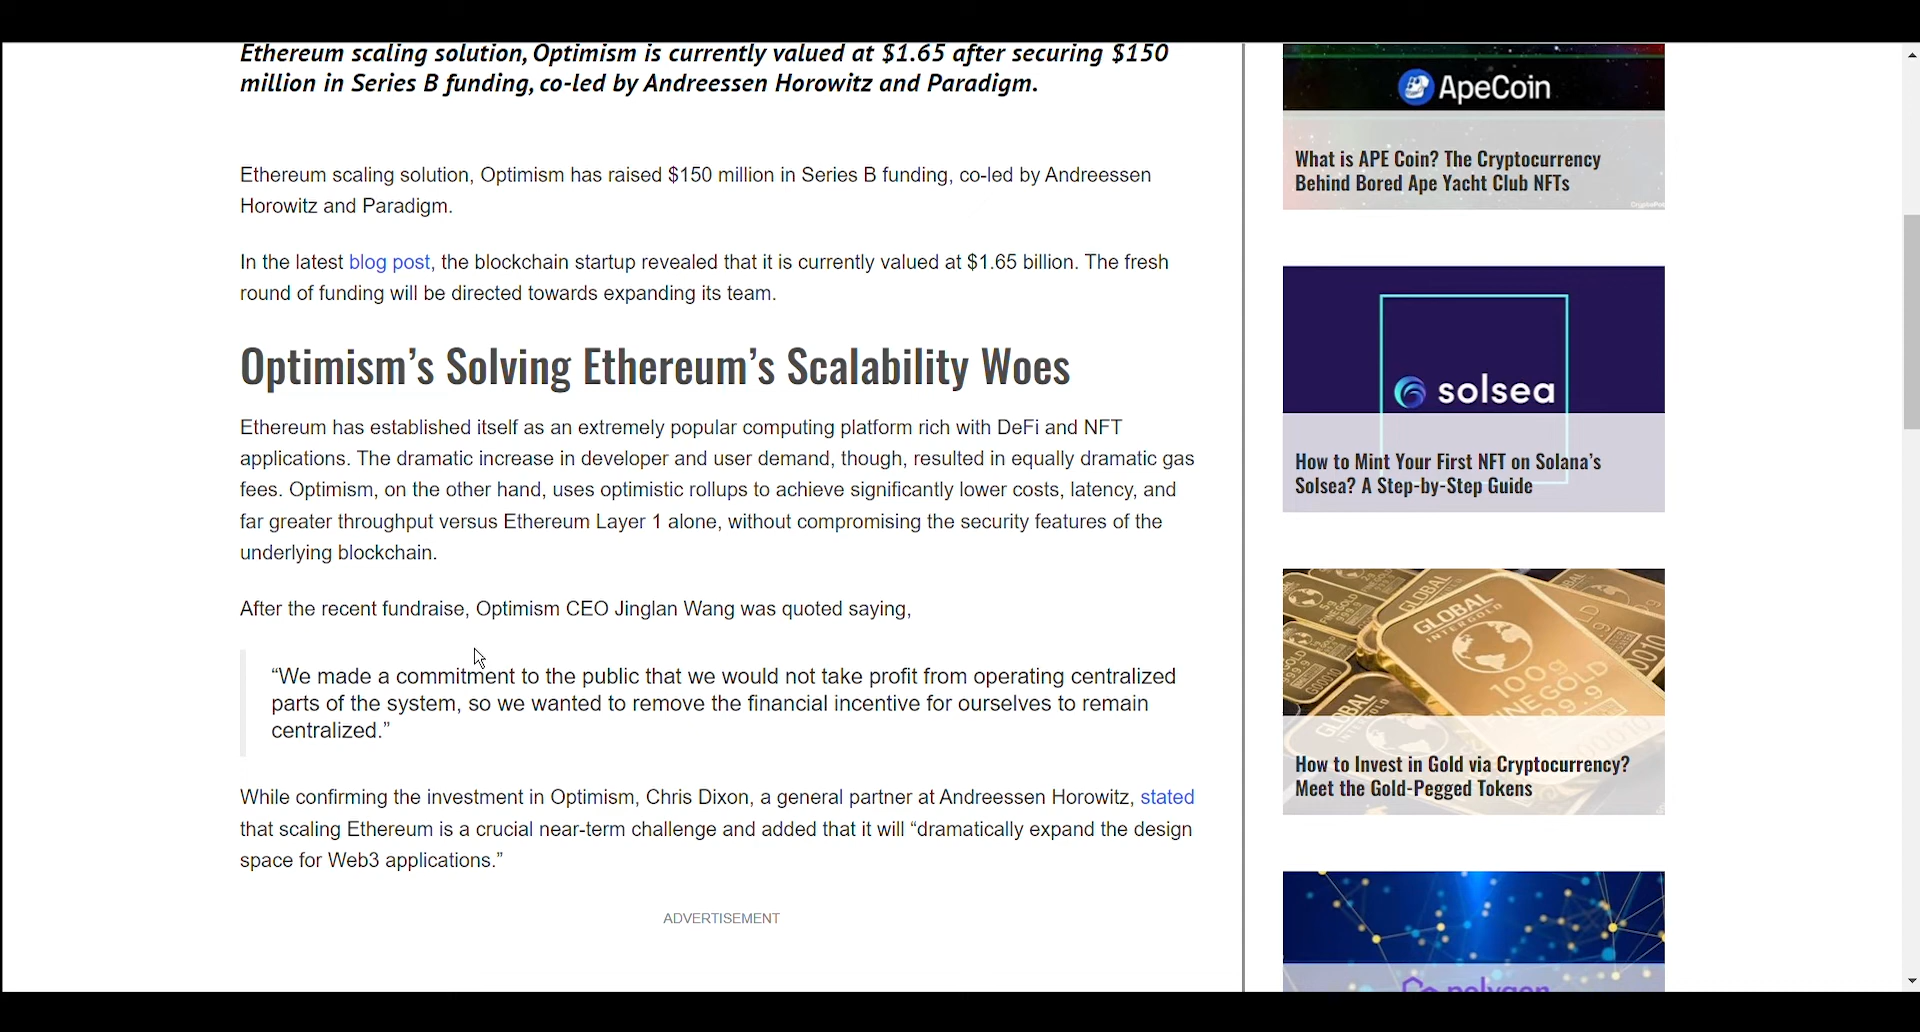 Ethereum scaling solution, Optimism is currently valued at $1.65 after securing $150
million in Series B funding, co-led by Andreessen Horowitz and Paradigm.
Ethereum scaling solution, Optimism has raised $150 million in Series B funding, co-led by Andreessen
Horowitz and Paradigm.
In the latest blog post, the blockchain startup revealed that it is currently valued at $1.65 billion. The fresh
round of funding will be directed towards expanding its team.
Optimism’s Solving Ethereum’s Scalability Woes
Ethereum has established itself as an extremely popular computing platform rich with DeFi and NFT
applications. The dramatic increase in developer and user demand, though, resulted in equally dramatic gas
fees. Optimism, on the other hand, uses optimistic rollups to achieve significantly lower costs, latency, and
far greater throughput versus Ethereum Layer 1 alone, without compromising the security features of the
underlying blockchain.
After the recent fundraise, Optimism CEO Jinglan Wang was quoted saying,
“We made a commitment to the public that we would not take profit from operating centralized
parts of the system, so we wanted to remove the financial incentive for ourselves to remain
centralized.”
While confirming the investment in Optimism, Chris Dixon, a general partner at Andreessen Horowitz, stated
that scaling Ethereum is a crucial near-term challenge and added that it will “dramatically expand the design
space for Web3 applications.”
ADVERTISEMENT
ApeCoin
What is APE Coin? The Cryptocurrency
Behind Bored Ape Yacht Club NFTs
solsea
How to Mint Your First NFT on Solana’s
Solsea? A Step-by-Step Guide
GLOBAL
INTERGOLD
100g
FINE GOLD
How to Invest in Gold via Cryptocurrency?
Meet the Gold-Pegged Tokens
polygon